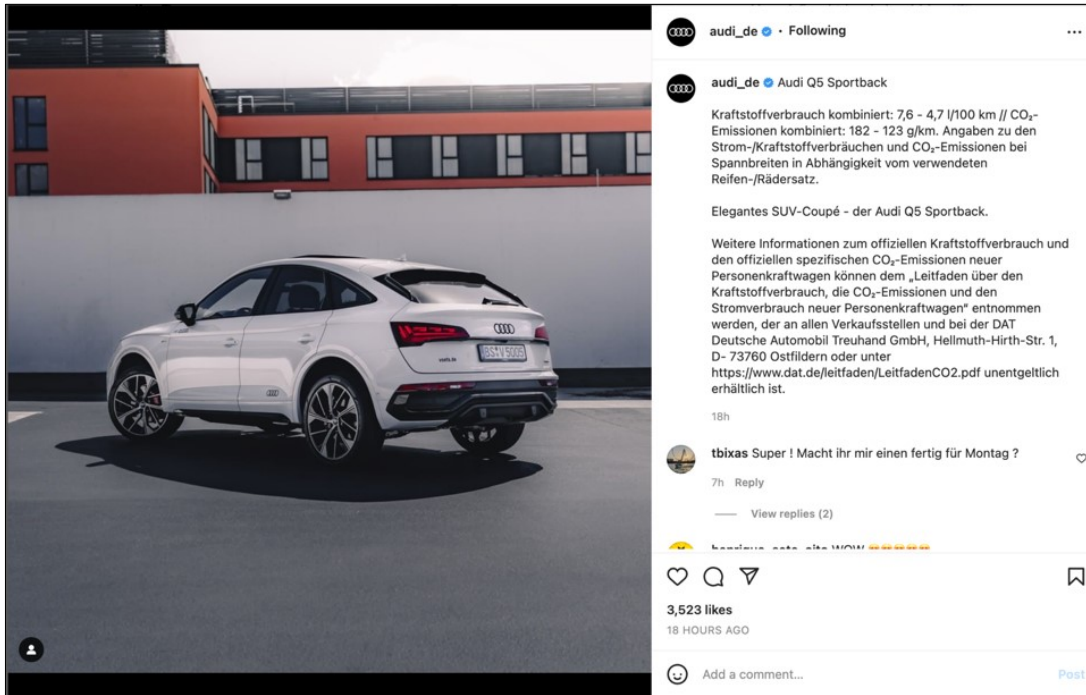 audi_de • Following
audi_de Audi Q5 Sportback
Kraftstoffverbrauch kombiniert: 7,6 - 4,7 l/100 km // CO₂-
Emissionen kombiniert: 182 - 123 g/km. Angaben zu den
Strom-/Kraftstoffverbräuchen und CO₂-Emissionen bei
Spannbreiten in Abhängigkeit vom verwendeten
Reifen-/Rädersatz.
Elegantes SUV-Coupé - der Audi Q5 Sportback.
Weitere Informationen zum offiziellen Kraftstoffverbrauch und
den offiziellen spezifischen CO₂-Emissionen neuer
Personenkraftwagen können dem „Leitfaden über den
Kraftstoffverbrauch, die CO₂-Emissionen und den
Stromverbrauch neuer Personenkraftwagen" entnommen
werden, der an allen Verkaufsstellen und bei der DAT
Deutsche Automobil Treuhand GmbH, Hellmuth-Hirth-Str. 1,
D- 73760 Ostfildern oder unter
https://www.dat.de/leitfaden/LeitfadenCO2.pdf unentgeltlich
erhältlich ist.
18h
tbixas Super ! Macht ihr mir einen fertig für Montag ?
7h Reply
View replies (2)
WOW
3,523 likes
18 HOURS AGO
Add a comment...
Post
BS V 5005